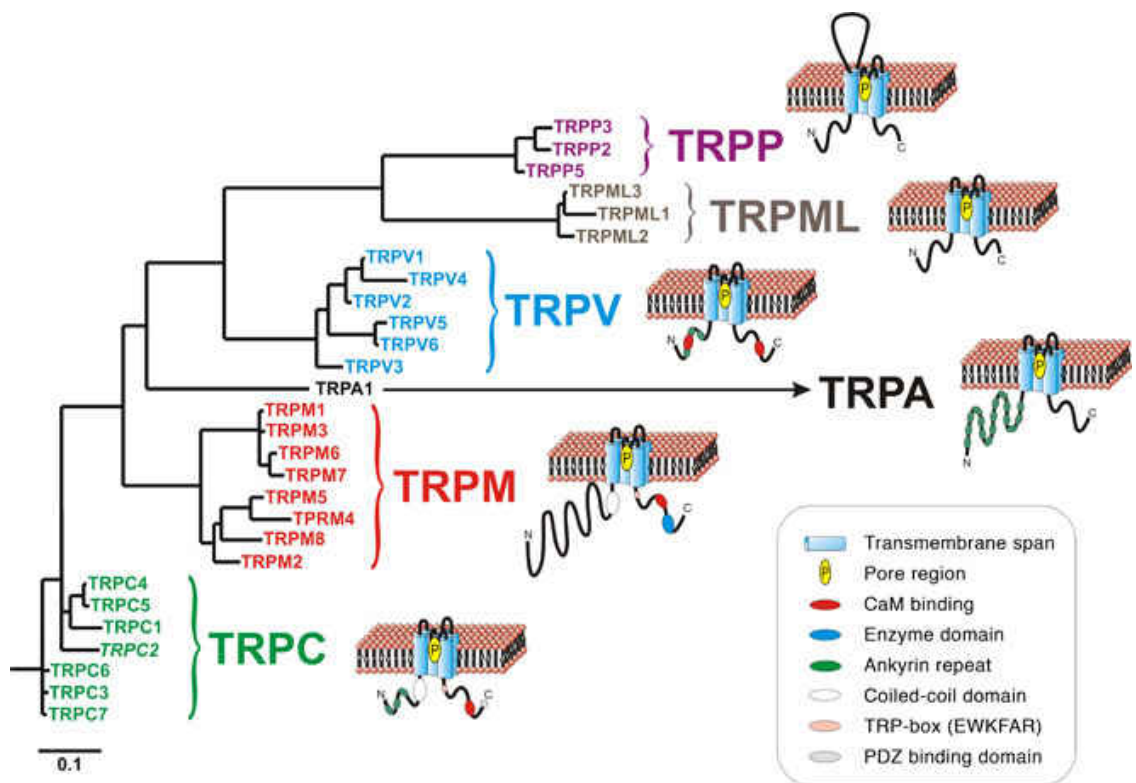 P
N
C
TRPP3
TRPP2
TRPP5
TRPP
TRPML3
TRPML1
TRPML2
TRPML
P
N
C
TRPV1
TRPV4
TRPV2
TRPV5
TRPV6
TRPV3
TRPV
P
N
C
TRPA1
TRPA
P
N
C
TRPM1
TRPM3
TRPM6
TRPM7
TRPM5
TPRM4
TRPM8
TRPM2
TRPM
P
N
C
TRPC4
TRPC5
TRPC1
TRPC2
TRPC6
TRPC3
TRPC7
TRPC
P
N
C
0.1
Transmembrane span
P Pore region
CaM binding
Enzyme domain
Ankyrin repeat
Coiled-coil domain
TRP-box (EWKFAR)
PDZ binding domain